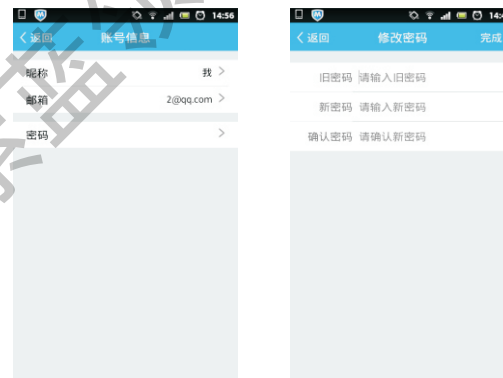 14:56
返回
账号信息
昵称
我
邮箱
2@qq.com
密码
返回
修改密码
完成
旧密码 请输入旧密码
新密码 请输入新密码
确认密码 请确认新密码